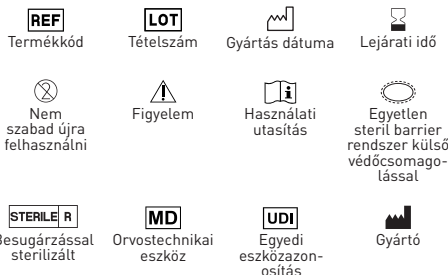 REF
LOT
Termékkód
Tételszám
Gyártás dátuma
Lejárati idő
2
i
Nem
szabad újra
felhasználni
Figyelem
Használati
utasítás
Egyetlen
steril barrier
rendszer külső
védőcsomago-
lással
STERILE R
MD
UDI
Besugárzással
sterilizált
Orvostechnikai
eszköz
Egyedi
eszközazon-
osítás
Gyártó